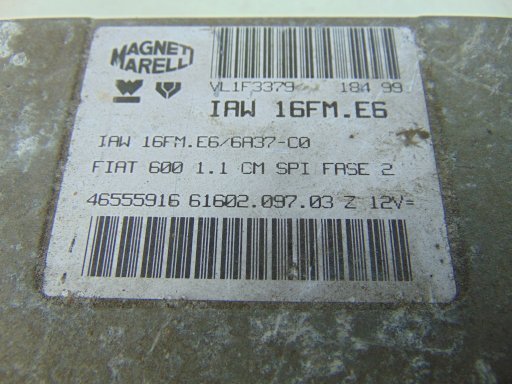 MAGNETI
MARELLI
VL1F3379 184 99
IAW 16FM.E6
IAW 16FM.E6/6A37-C0
FIAT 600 1.1 CM SPI FASE 2
46555916 61602.097.03 Z 12V=